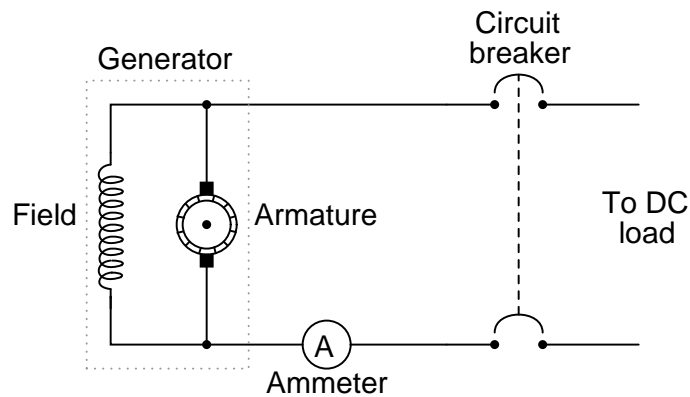 Circuit
breaker
Generator
Field
Armature
To DC
load
A
Ammeter